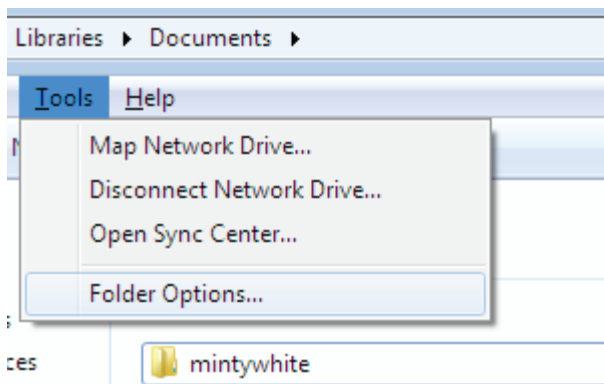 Libraries ▸ Documents ▸
Tools Help
Map Network Drive...
Disconnect Network Drive...
Open Sync Center...
Folder Options...
mintywhite